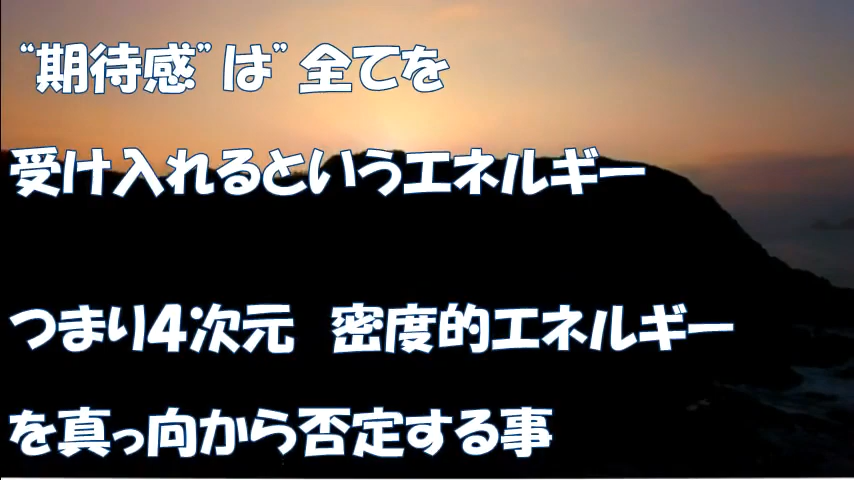 “期待感”は”全てを
受け入れるというエネルギー
つまり4次元　密度的エネルギー
を真っ向から否定する事